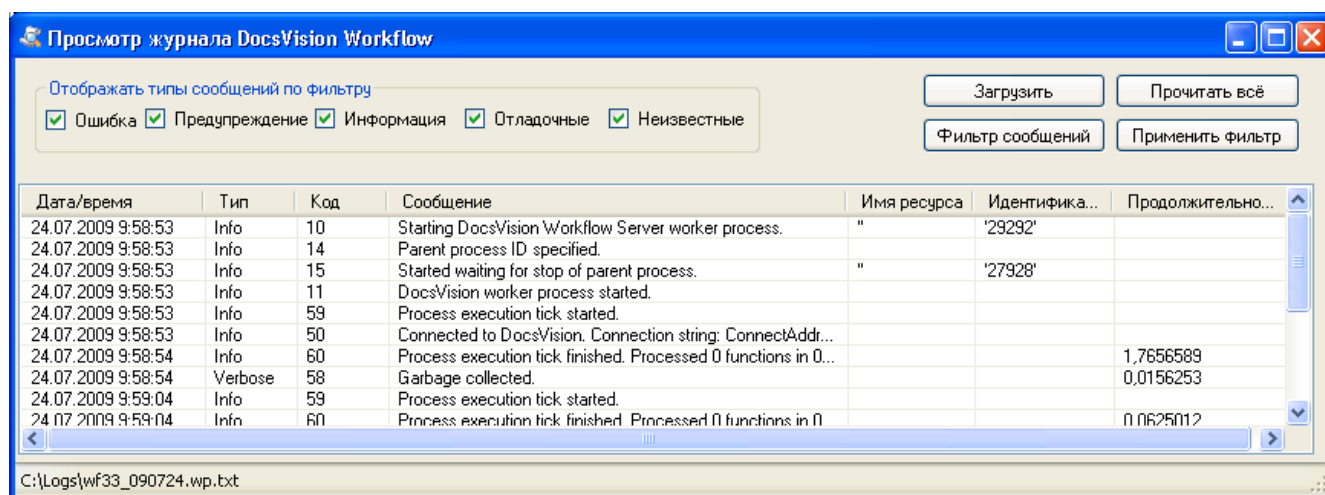 Просмотр журнала DocsVision Workflow
Отображать типы сообщений по фильтру
Ошибка Предупреждение Информация Отладочные Неизвестные
Загрузить Прочитать всё
Фильтр сообщений Применить фильтр
Дата/время Тип Код Сообщение Имя ресурса Идентифика... Продолжительно...
24.07.2009 9:58:53 Info 10 Starting DocsVision Workflow Server worker process. '' '29292'
24.07.2009 9:58:53 Info 14 Parent process ID specified.
24.07.2009 9:58:53 Info 15 Started waiting for stop of parent process. '' '27928'
24.07.2009 9:58:53 Info 11 DocsVision worker process started.
24.07.2009 9:58:53 Info 59 Process execution tick started.
24.07.2009 9:58:53 Info 50 Connected to DocsVision. Connection string: ConnectAddr...
24.07.2009 9:58:54 Info 60 Process execution tick finished. Processed 0 functions in 0... 1,7656589
24.07.2009 9:58:54 Verbose 58 Garbage collected. 0,0156253
24.07.2009 9:59:04 Info 59 Process execution tick started.
24.07.2009 9:59:04 Info 60 Process execution tick finished. Processed 0 functions in 0 0,0625012
C:\Logs\wf33_090724.wp.txt